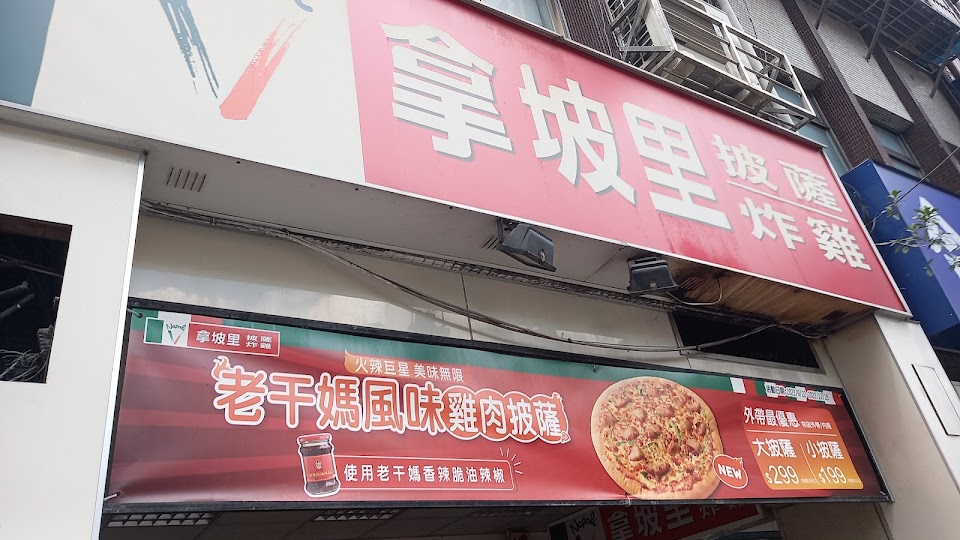 拿坡里
披薩
炸雞
Napoli
拿坡里 披薩炸雞
火辣巨星 美味無限
老干媽風味雞肉披薩
使用老干媽香辣脆油辣椒
NEW
外帶最優惠
大披薩
$299
小披薩
$199
拿坡里 炸雞